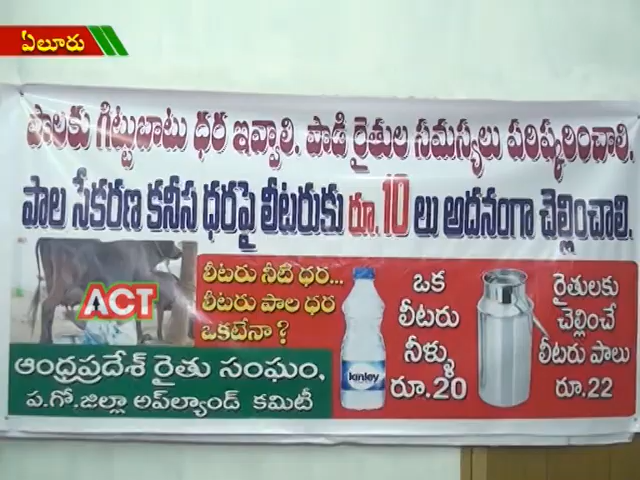 ఏలూరు
పాలకు గిట్టుబాటు ధర ఇవ్వాలి. పాడి రైతుల సమస్యలు పరిష్కరించాలి.
పాల సేకరణ కనీస ధరపై లీటరుకు రూ.10 లు అదనంగా చెల్లించాలి.
ACT
లీటరు నీటి ధర...
లీటరు పాల ధర
ఒకటేనా ?
ఆంధ్రప్రదేశ్ రైతు సంఘం,
ప.గో.జిల్లా అప్‌ల్యాండ్ కమిటీ
kinley
ఒక
లీటరు
నీళ్ళు
రూ.20
రైతులకు
చెల్లించే
లీటరు పాలు
రూ.22